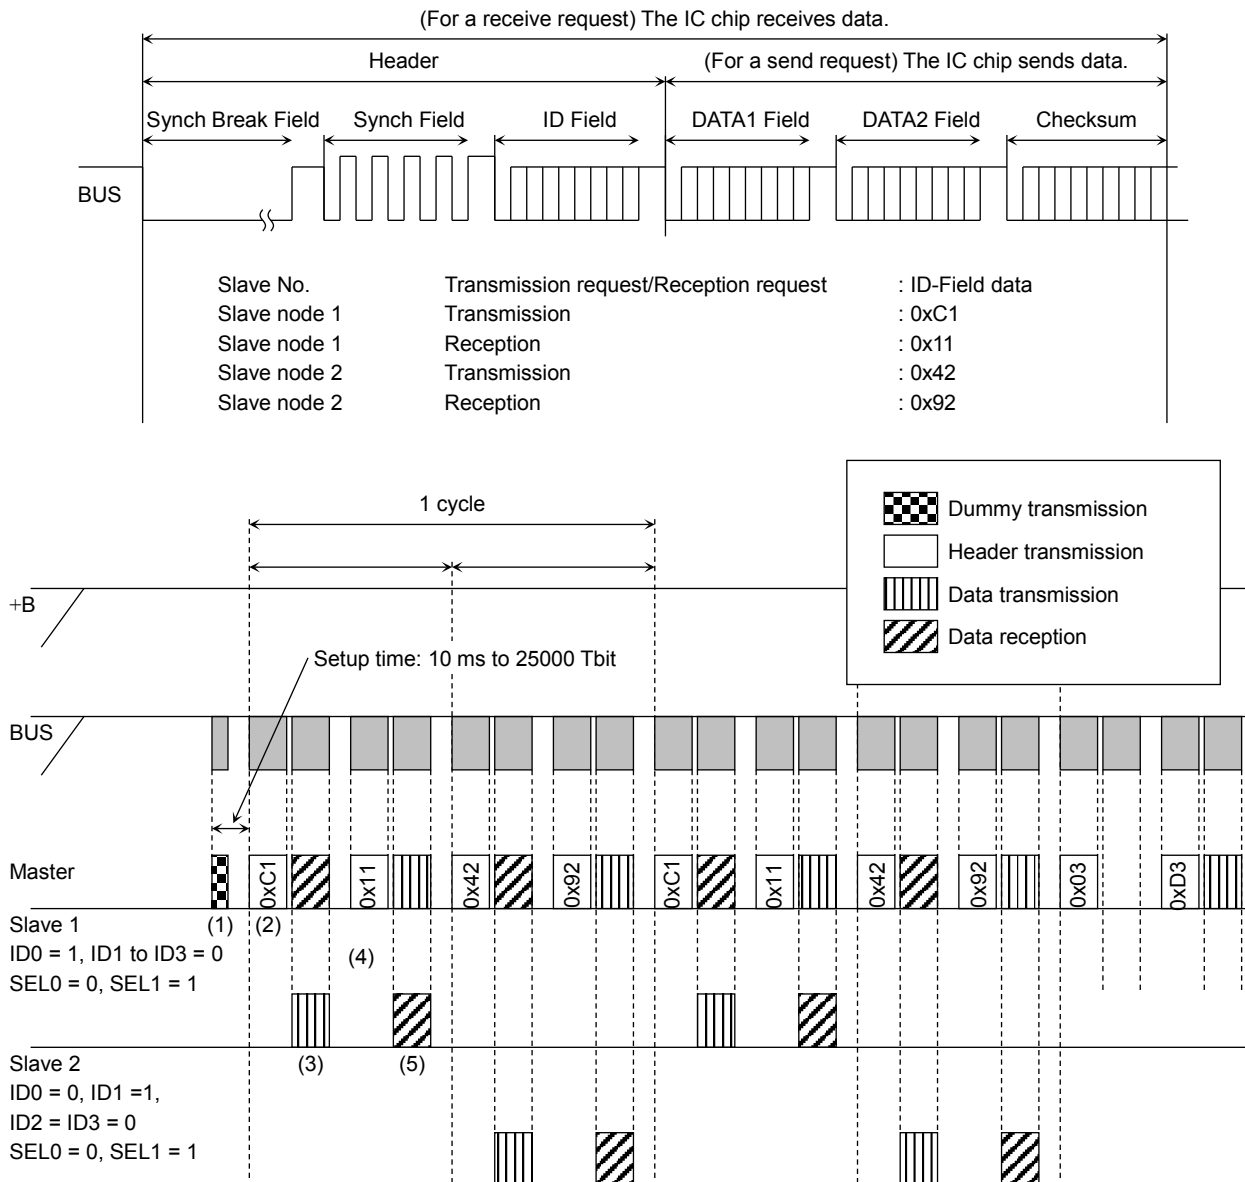 (For a receive request) The IC chip receives data.
Header
(For a send request) The IC chip sends data.
Synch Break Field
Synch Field
ID Field
DATA1 Field
DATA2 Field
Checksum
BUS
Slave No. Transmission request/Reception request : ID-Field data
Slave node 1 Transmission : 0xC1
Slave node 1 Reception : 0x11
Slave node 2 Transmission : 0x42
Slave node 2 Reception : 0x92
1 cycle
Dummy transmission
Header transmission
Data transmission
Data reception
+B
Setup time: 10 ms to 25000 Tbit
BUS
Master
0xC1
0x11
0x42
0x92
0xC1
0x11
0x42
0x92
0x03
0xD3
Slave 1
(1)
(2)
ID0 = 1, ID1 to ID3 = 0
(4)
SEL0 = 0, SEL1 = 1
Slave 2
(3)
(5)
ID0 = 0, ID1 =1,
ID2 = ID3 = 0
SEL0 = 0, SEL1 = 1